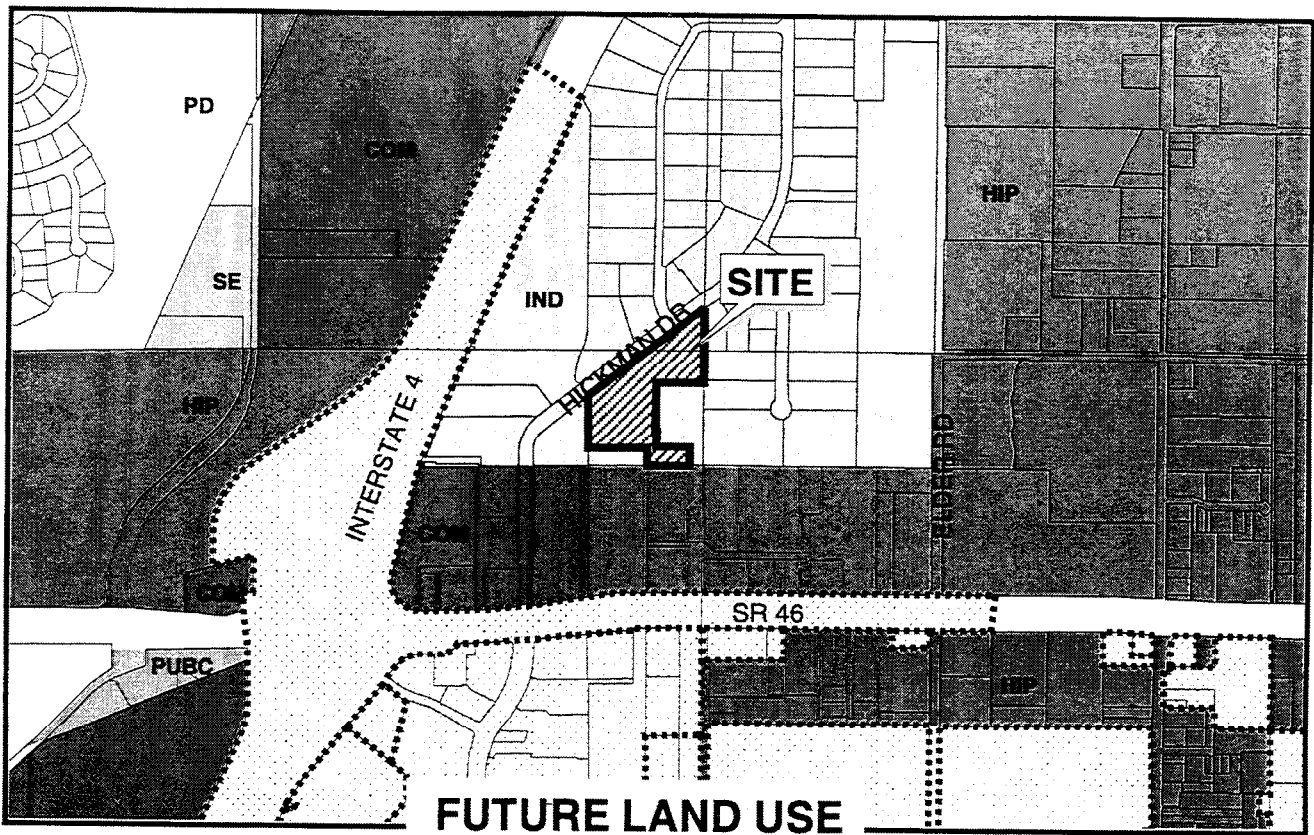 PD
COM
HIP
SE
IND
SITE
HICKMAN DR
HIP
INTERSTATE 4
ELDER RD
COM
COM
SR 46
PUBC
HIP
FUTURE LAND USE